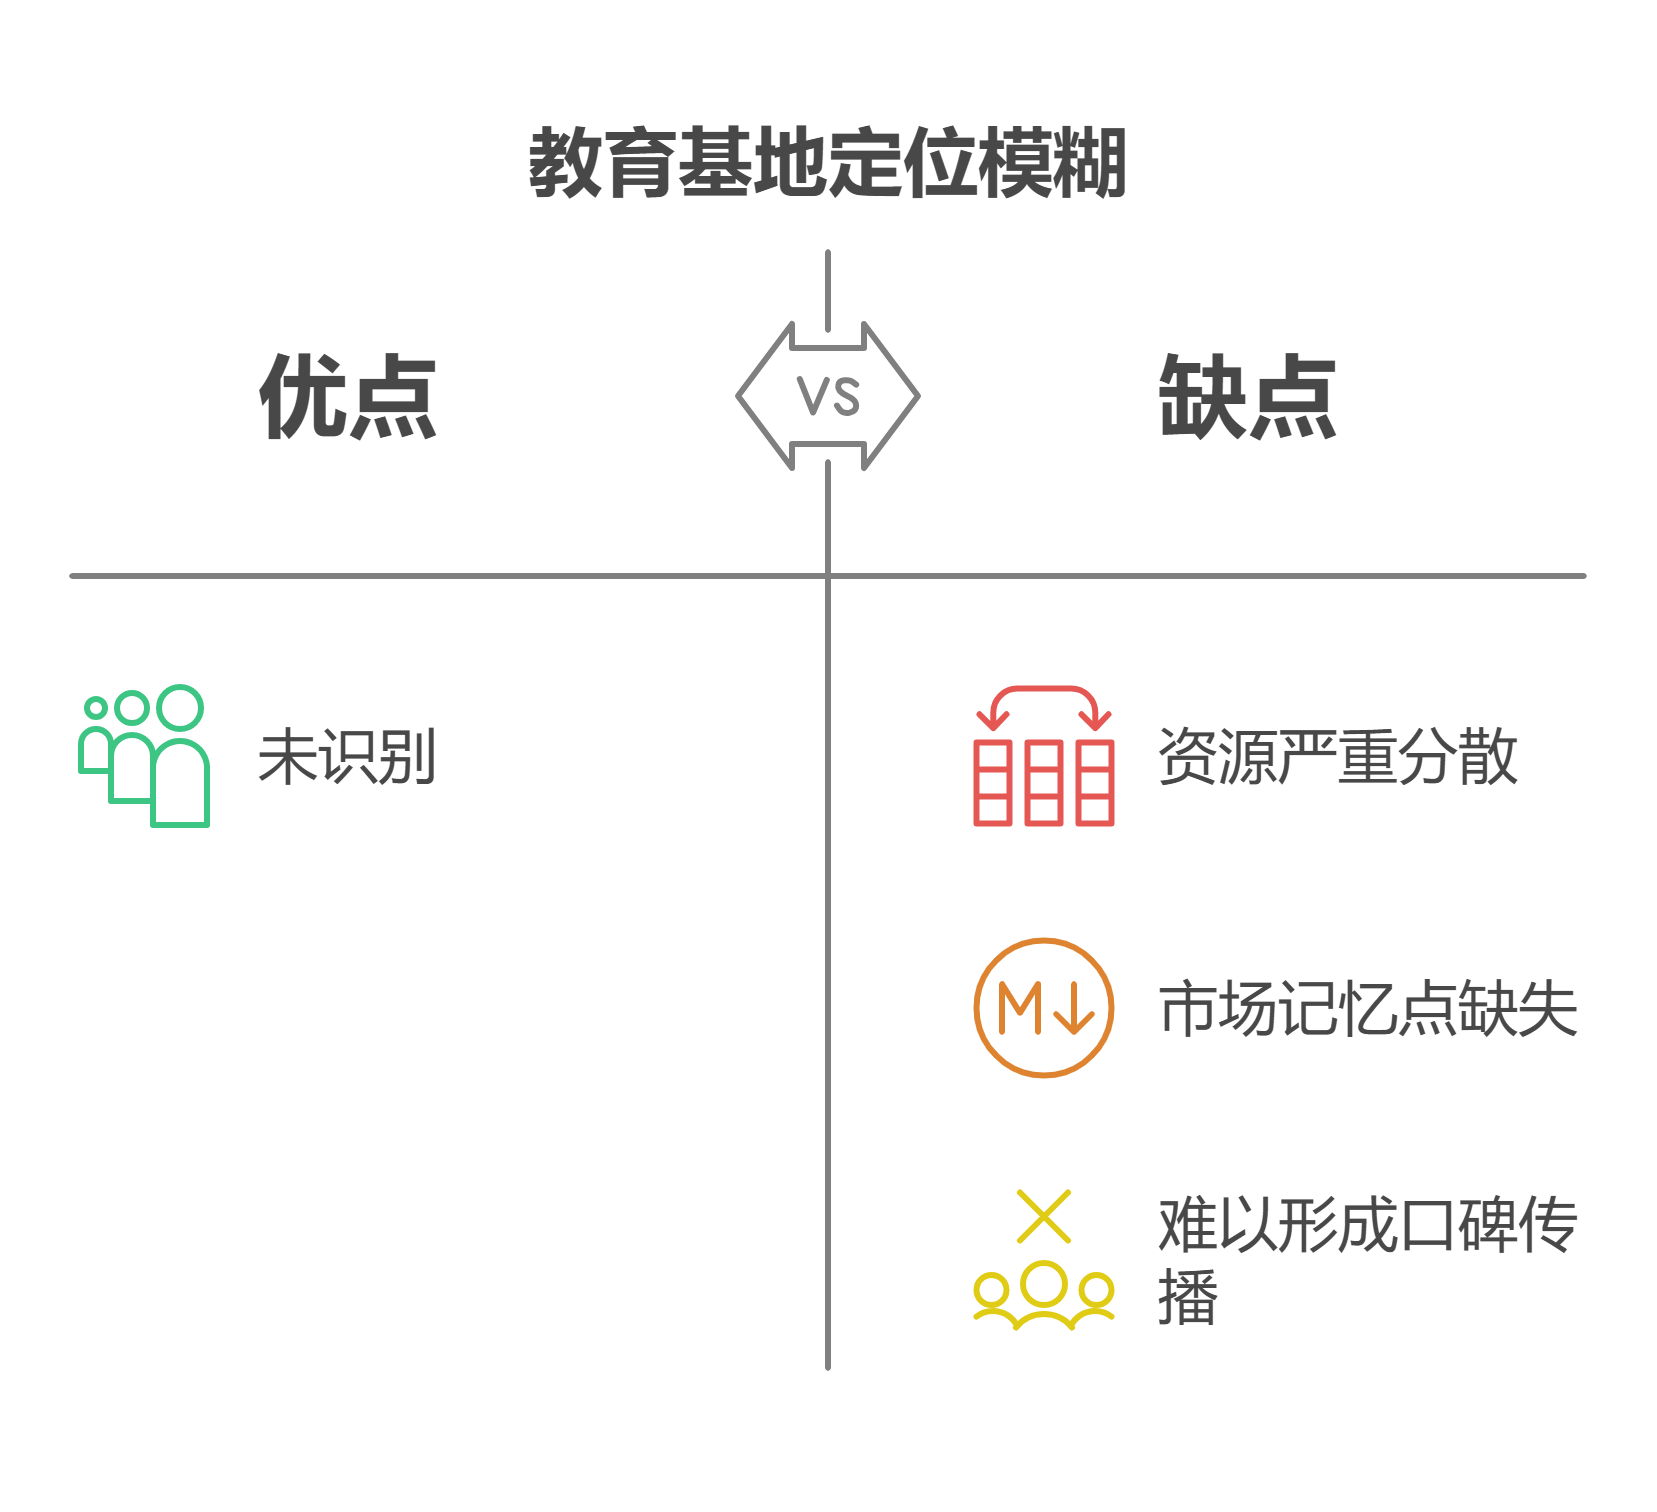 教育基地定位模糊
优点
VS
缺点
未识别
资源严重分散
M↓
市场记忆点缺失
难以形成口碑传
播